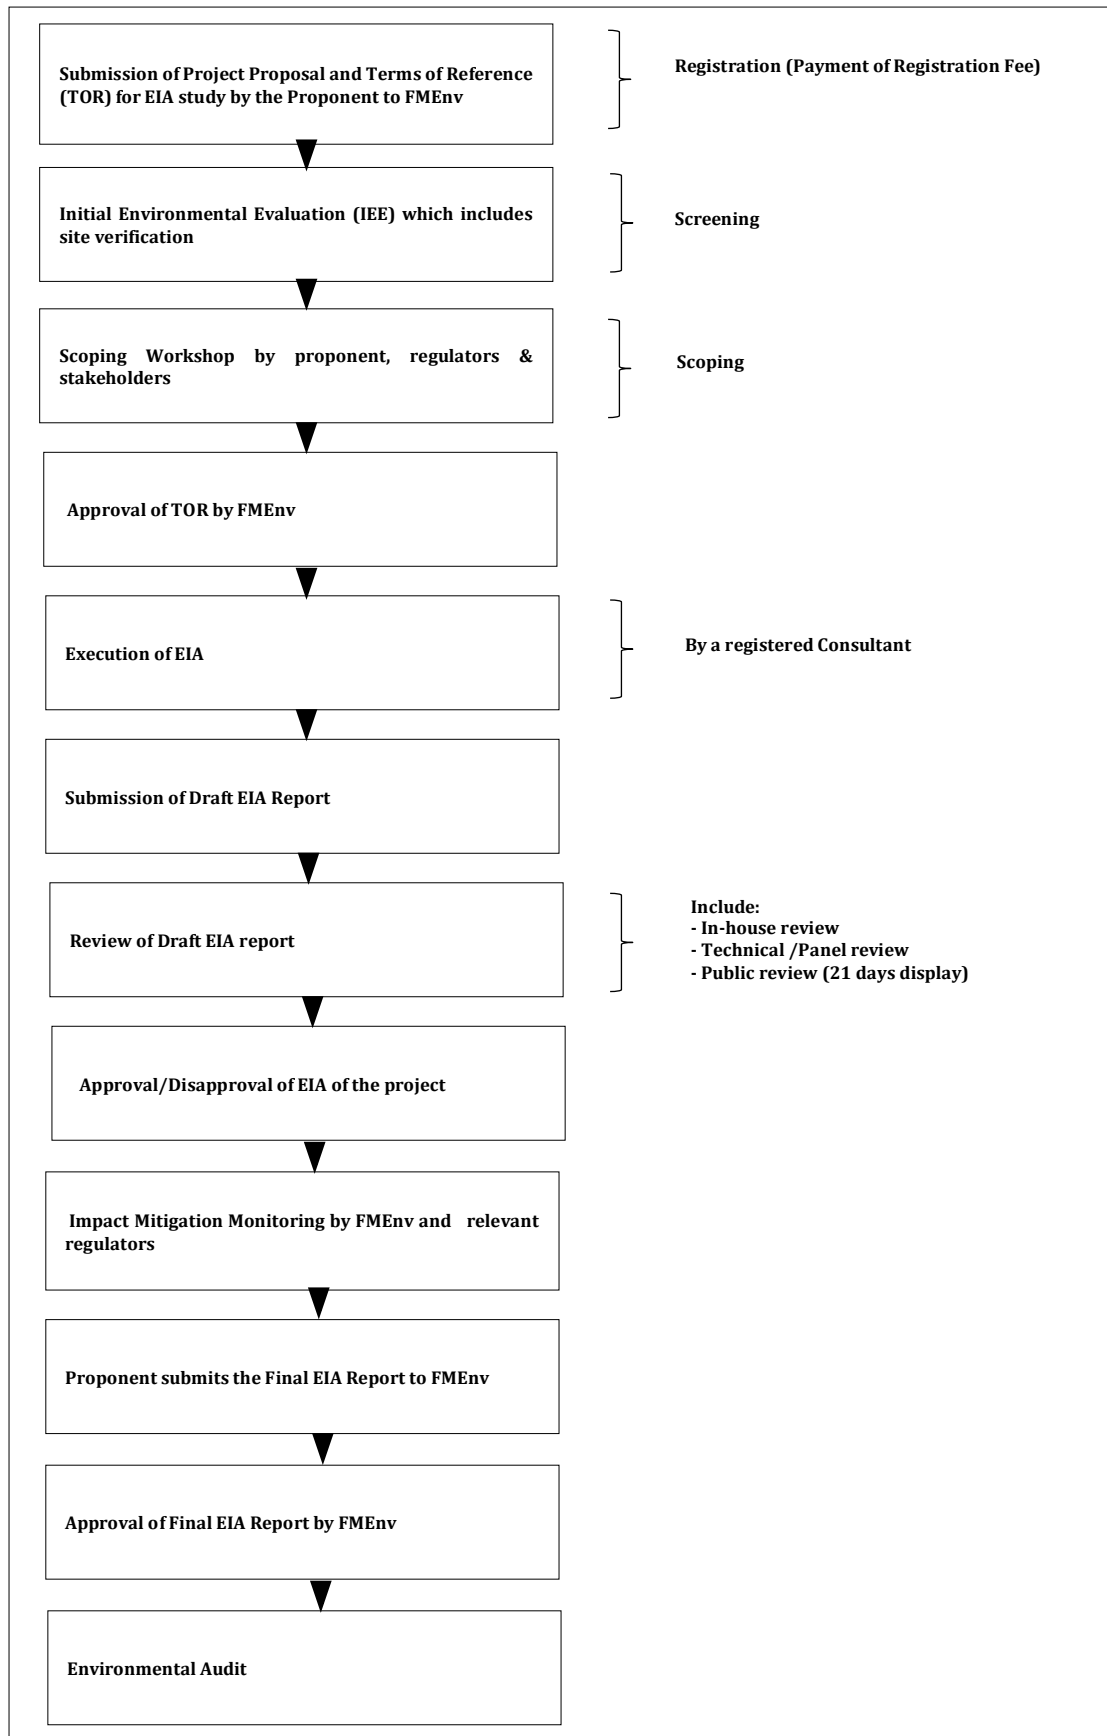 Submission of Project Proposal and Terms of Reference
(TOR) for EIA study by the Proponent to FMEnv
Registration (Payment of Registration Fee)
Initial Environmental Evaluation (IEE) which includes
site verification
Screening
Scoping Workshop by proponent, regulators &
stakeholders
Scoping
Approval of TOR by FMEnv
Execution of EIA
By a registered Consultant
Submission of Draft EIA Report
Review of Draft EIA report
Include:
- In-house review
- Technical /Panel review
- Public review (21 days display)
Approval/Disapproval of EIA of the project
Impact Mitigation Monitoring by FMEnv and relevant
regulators
Proponent submits the Final EIA Report to FMEnv
Approval of Final EIA Report by FMEnv
Environmental Audit